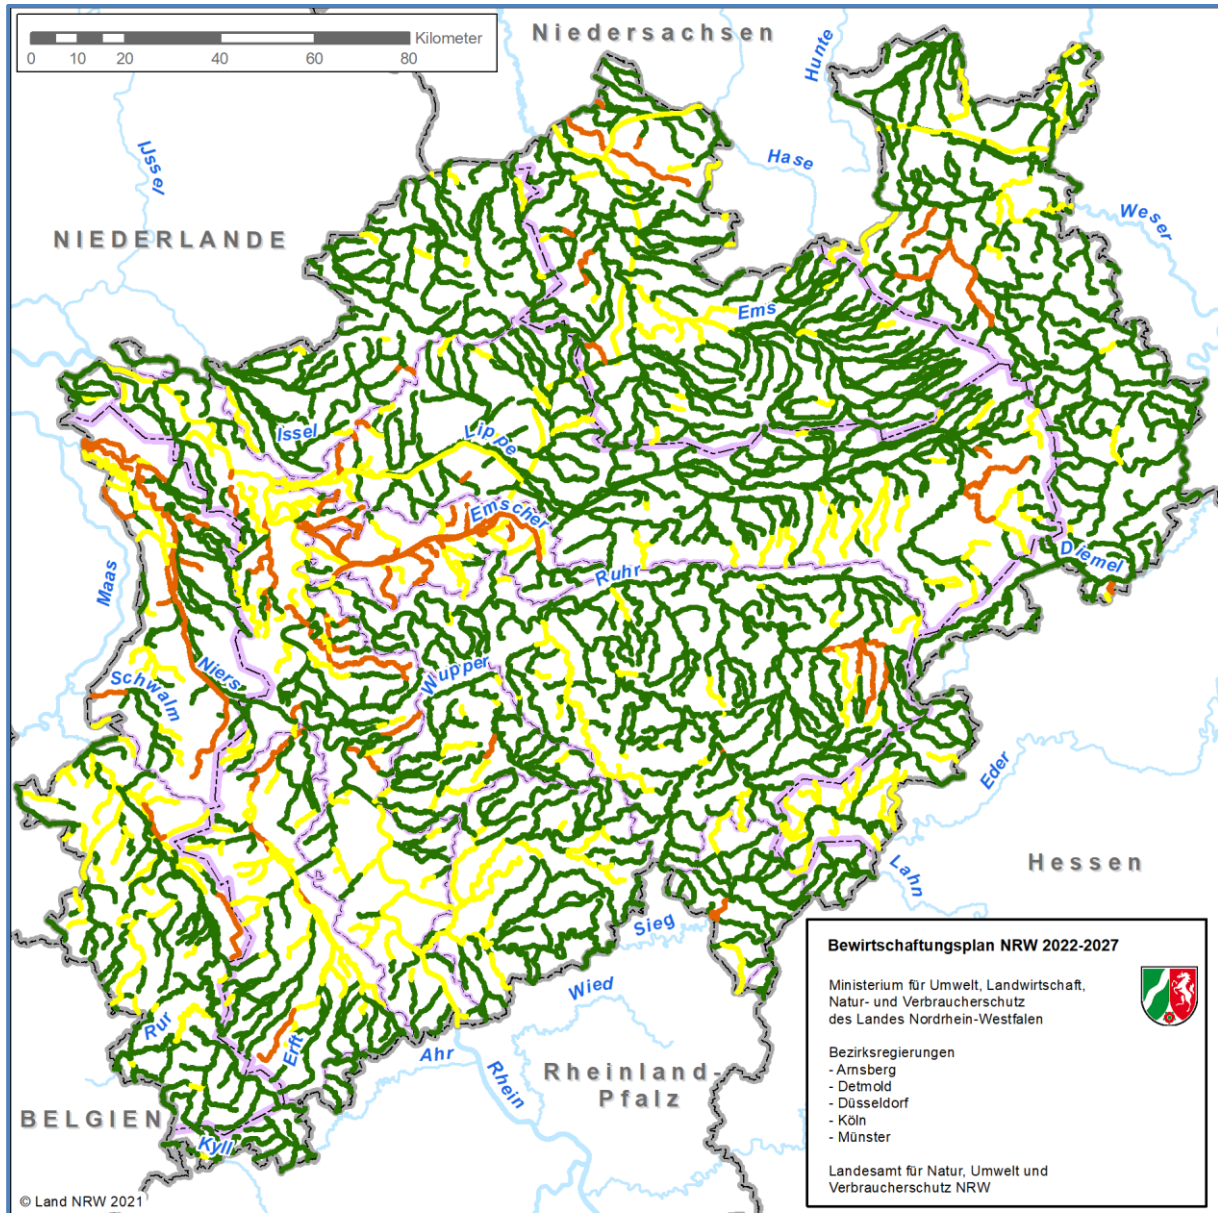 Niedersachsen
Kilometer
0 10 20 40 60 80
Hunte
IJssel
Hase
NIEDERLANDE
Weser
Ems
Issel
Lippe
Emscher
Maas
Diemel
Ruhr
Niers
Wupper
Schwalm
Eder
Hessen
Lahn
Sieg
Wied
Rur
Erft
Ahr
Rhein
Rheinland-
Pfalz
BELGIEN
Kyll
Bewirtschaftungsplan NRW 2022-2027
Ministerium für Umwelt, Landwirtschaft,
Natur- und Verbraucherschutz
des Landes Nordrhein-Westfalen
Bezirksregierungen
- Arnsberg
- Detmold
- Düsseldorf
- Köln
- Münster
Landesamt für Natur, Umwelt und
Verbraucherschutz NRW
© Land NRW 2021